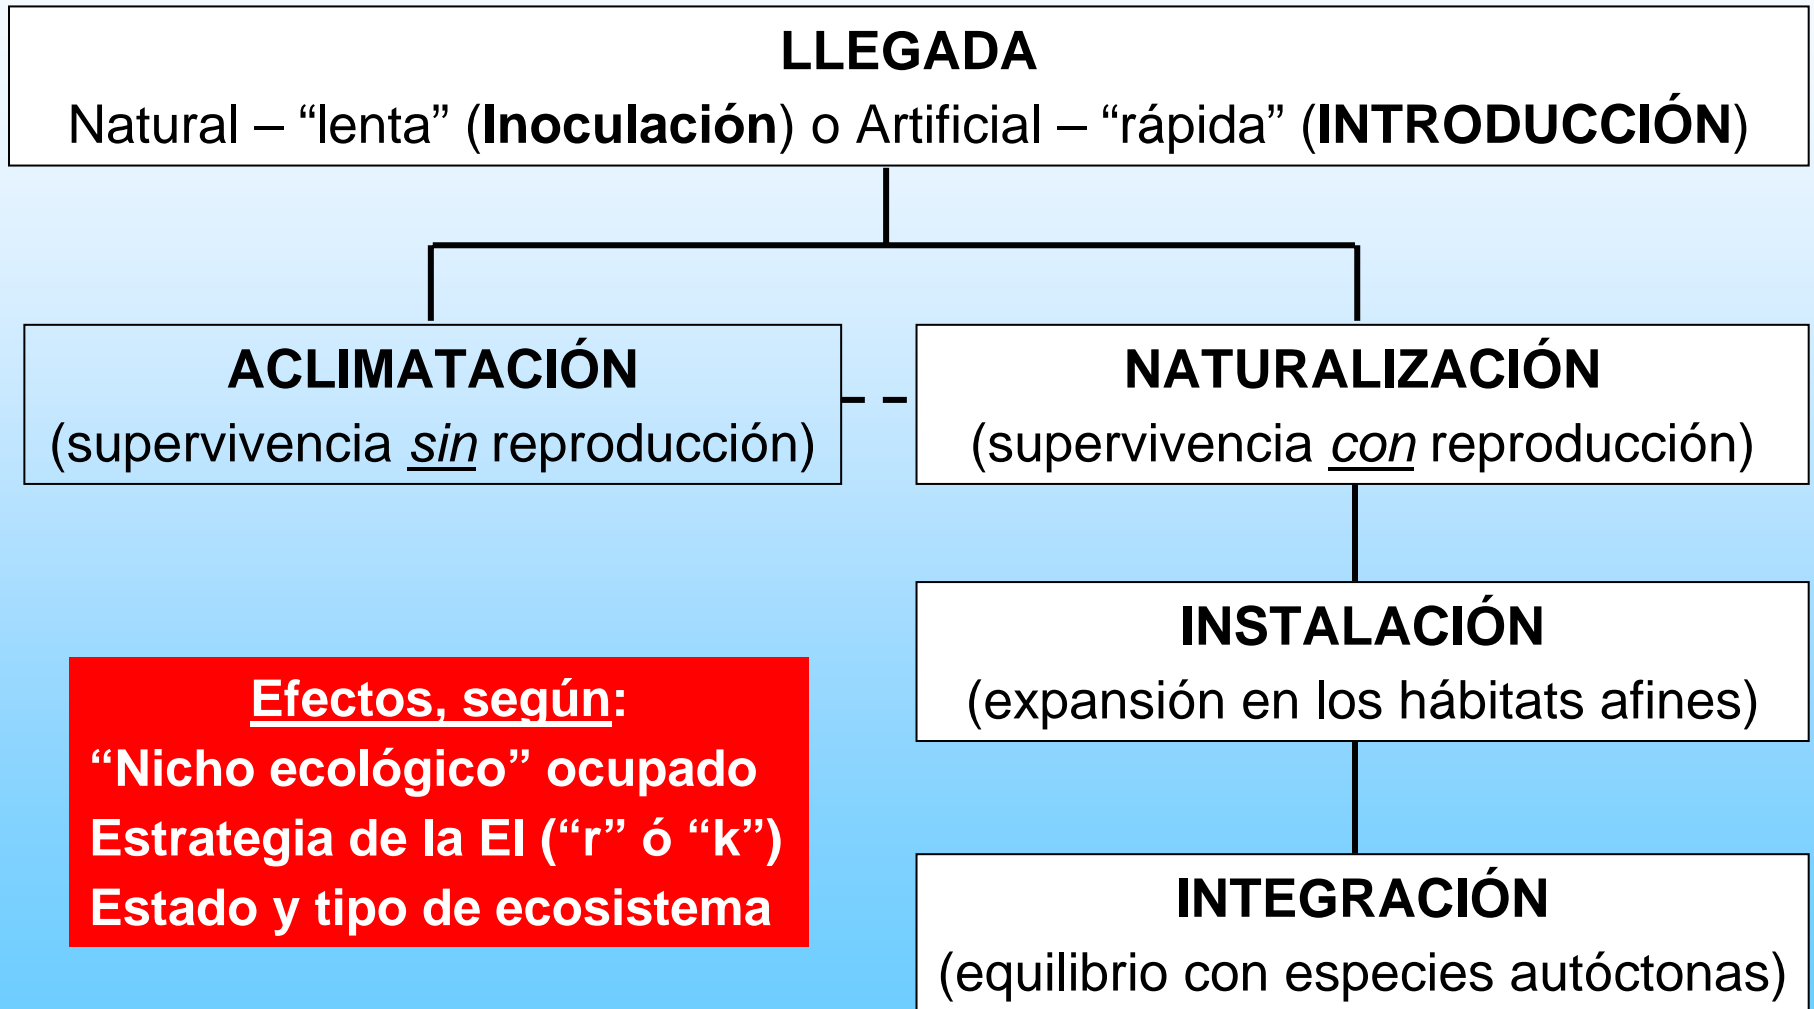 LLEGADA
Natural – “lenta” (Inoculación) o Artificial – “rápida” (INTRODUCCIÓN)
ACLIMATACIÓN
(supervivencia sin reproducción)
NATURALIZACIÓN
(supervivencia con reproducción)
INSTALACIÓN
(expansión en los hábitats afines)
Efectos, según:
“Nicho ecológico” ocupado
Estrategia de la EI (“r” ó “k”)
Estado y tipo de ecosistema
INTEGRACIÓN
(equilibrio con especies autóctonas)